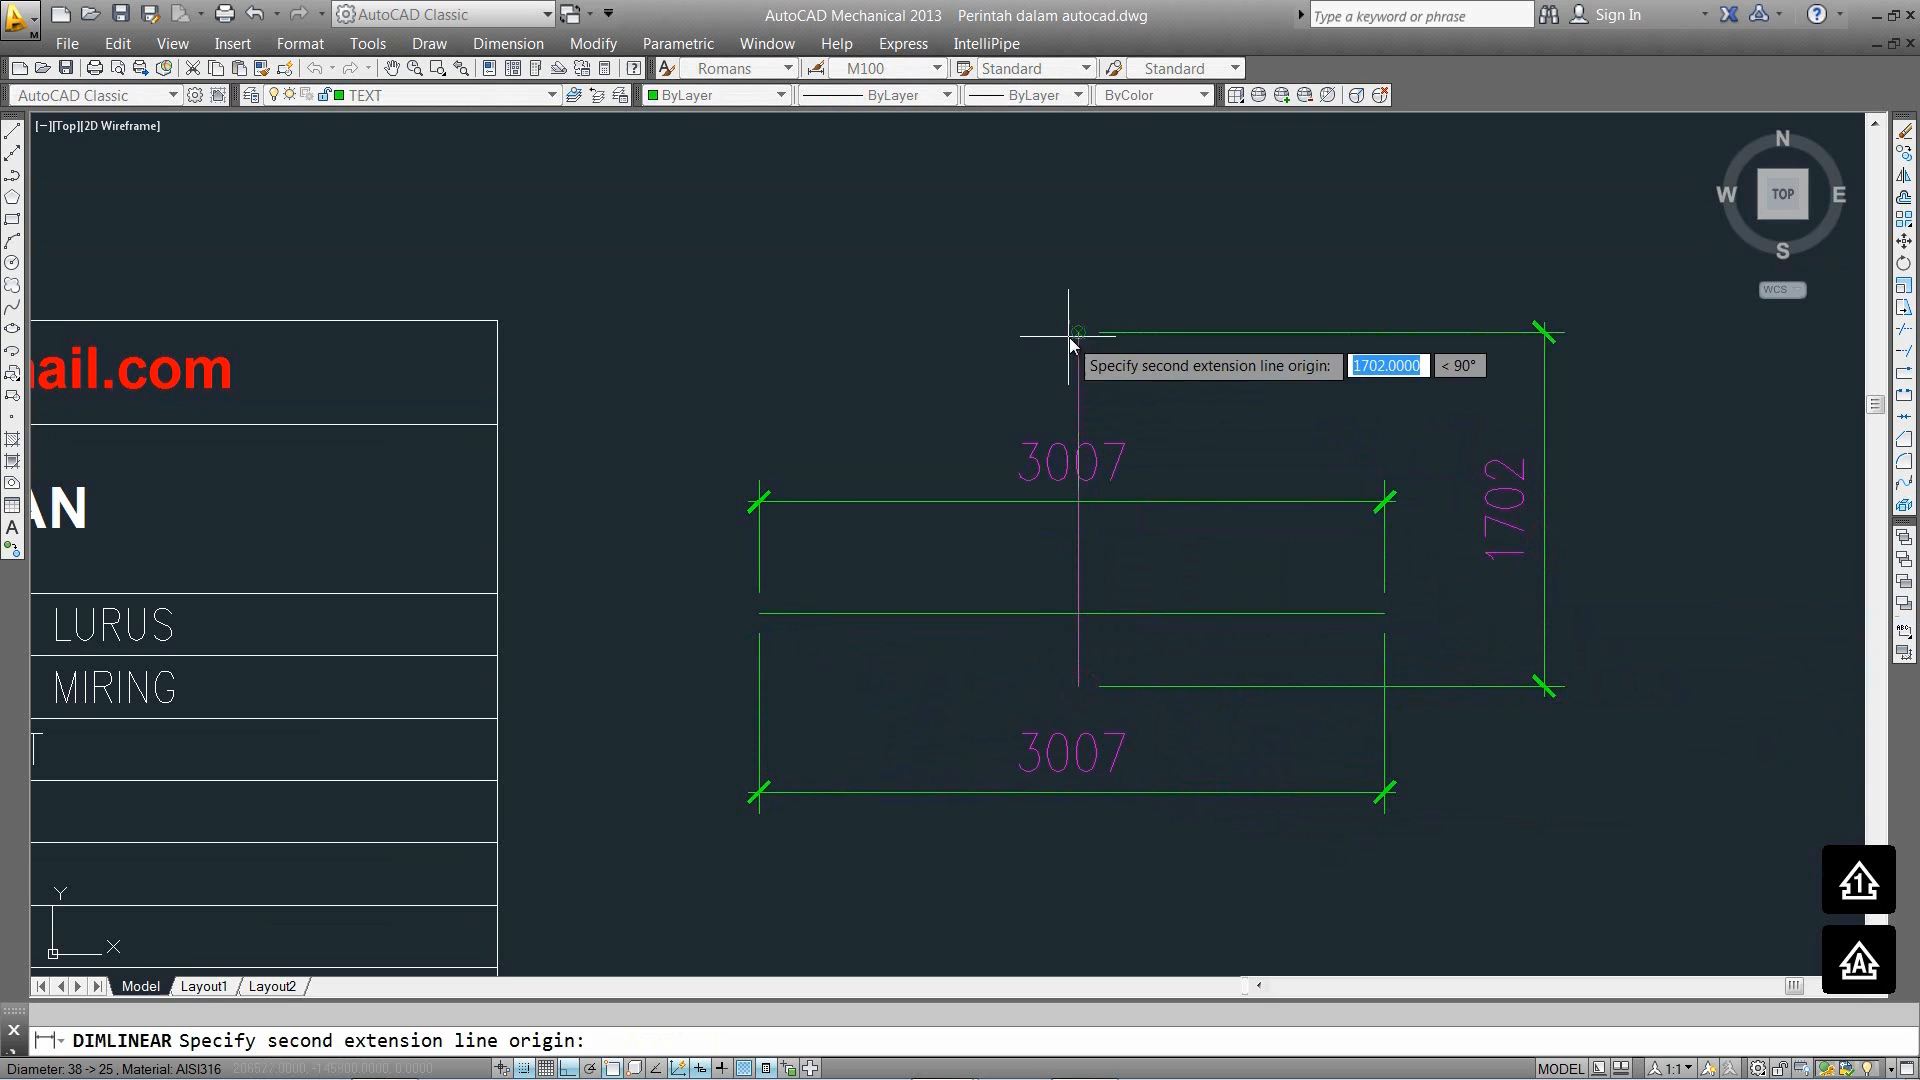 AutoCAD Classic
AutoCAD Mechanical 2013 Perintah dalam autocad.dwg
Type a keyword or phrase
Sign In
File Edit View Insert Format Tools Draw Dimension Modify Parametric Window Help Express IntelliPipe
Romans M100 Standard Standard
AutoCAD Classic TEXT ByLayer ByLayer ByLayer ByColor
[−][Top][2D Wireframe]
N
W TOP E
S
WCS
ail.com
Specify second extension line origin: 1702.0000 < 90°
3007
1702
AN
LURUS
MIRING
T
3007
Y
X
1
A
Model Layout1 Layout2
DIMLINEAR Specify second extension line origin:
Diameter: 38 -> 25 , Material: AISI316
MODEL 1:1